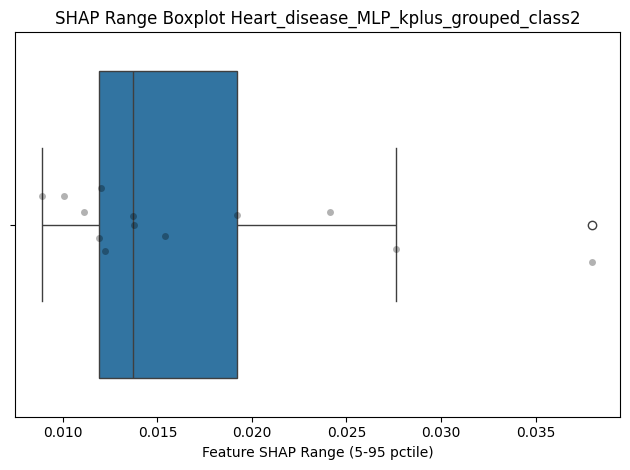 SHAP Range Boxplot Heart_disease_MLP_kplus_grouped_class2
0.010 0.015 0.020 0.025 0.030 0.035
Feature SHAP Range (5-95 pctile)